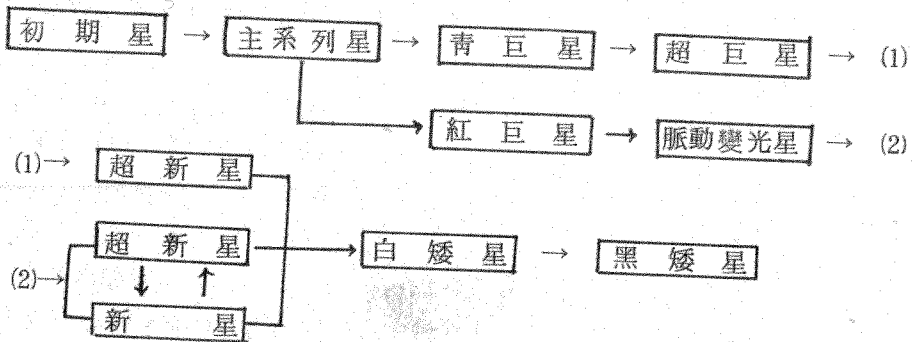 初期星 → 主系列星 → 靑巨星 → 超巨星 → (1)
紅巨星 → 脈動變光星 → (2)
(1)→ 超新星
超新星 → 白矮星 → 黑矮星
(2)→
新星